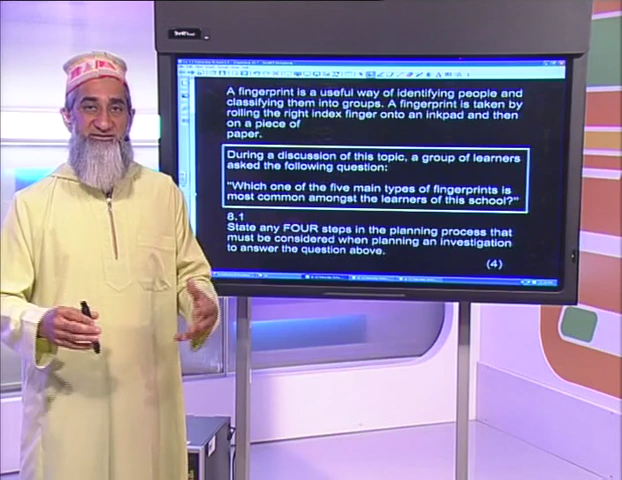 A fingerprint is a useful way of identifying people and
classifying them into groups. A fingerprint is taken by
rolling the right index finger onto an inkpad and then
on a piece of
paper.
During a discussion of this topic, a group of learners
asked the following question:
"Which one of the five main types of fingerprints is
most common amongst the learners of this school?"
8.1
State any FOUR steps in the planning process that
must be considered when planning an investigation
to answer the question above.
(4)